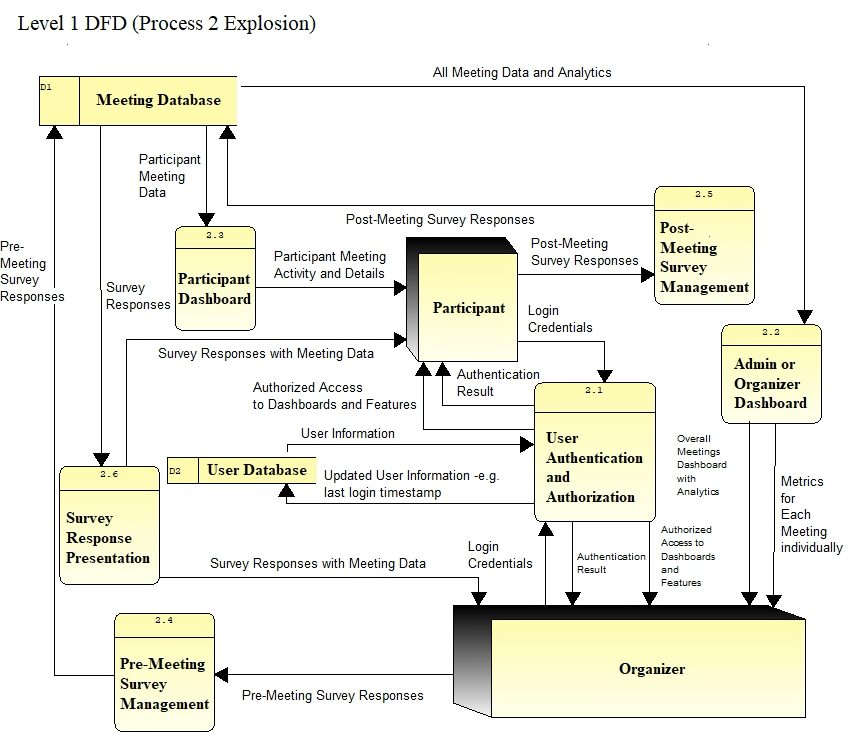 Level 1 DFD (Process 2 Explosion)
All Meeting Data and Analytics
D1
Meeting Database
Participant
Meeting
Data
2.5
Post-
Meeting
Survey
Management
Post-Meeting Survey Responses
2.3
Participant
Dashboard
Pre-
Meeting
Survey
Responses
Survey
Responses
Participant Meeting
Activity and Details
Post-Meeting
Survey Responses
Participant
Login
Credentials
2.2
Admin or
Organizer
Dashboard
Survey Responses with Meeting Data
Authentication
Result
Authorized Access
to Dashboards and Features
2.1
User
Authentication
and
Authorization
User Information
D2
User Database
Updated User Information -e.g.
last login timestamp
Overall
Meetings
Dashboard
with
Analytics
Metrics
for
Each
Meeting
individually
2.6
Survey
Response
Presentation
Survey Responses with Meeting Data
Login
Credentials
Authentication
Result
Authorized
Access to
Dashboards
and
Features
2.4
Pre-Meeting
Survey
Management
Pre-Meeting Survey Responses
Organizer